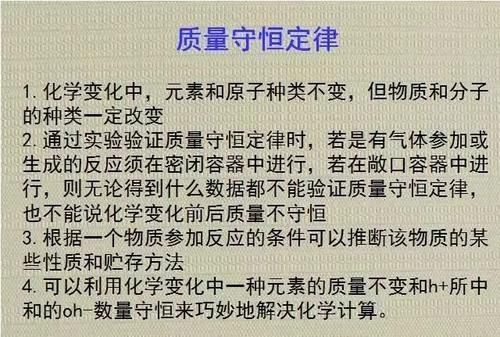 质量守恒定律
1. 化学变化中，元素和原子种类不变，但物质和分子
的种类一定改变
2. 通过实验验证质量守恒定律时，若是有气体参加或
生成的反应须在密闭容器中进行，若在敞口容器中进
行，则无论得到什么数据都不能验证质量守恒定律，
也不能说化学变化前后质量不守恒
3. 根据一个物质参加反应的条件可以推断该物质的某
些性质和贮存方法
4. 可以利用化学变化中一种元素的质量不变和h+所中
和的oh-数量守恒来巧妙地解决化学计算。